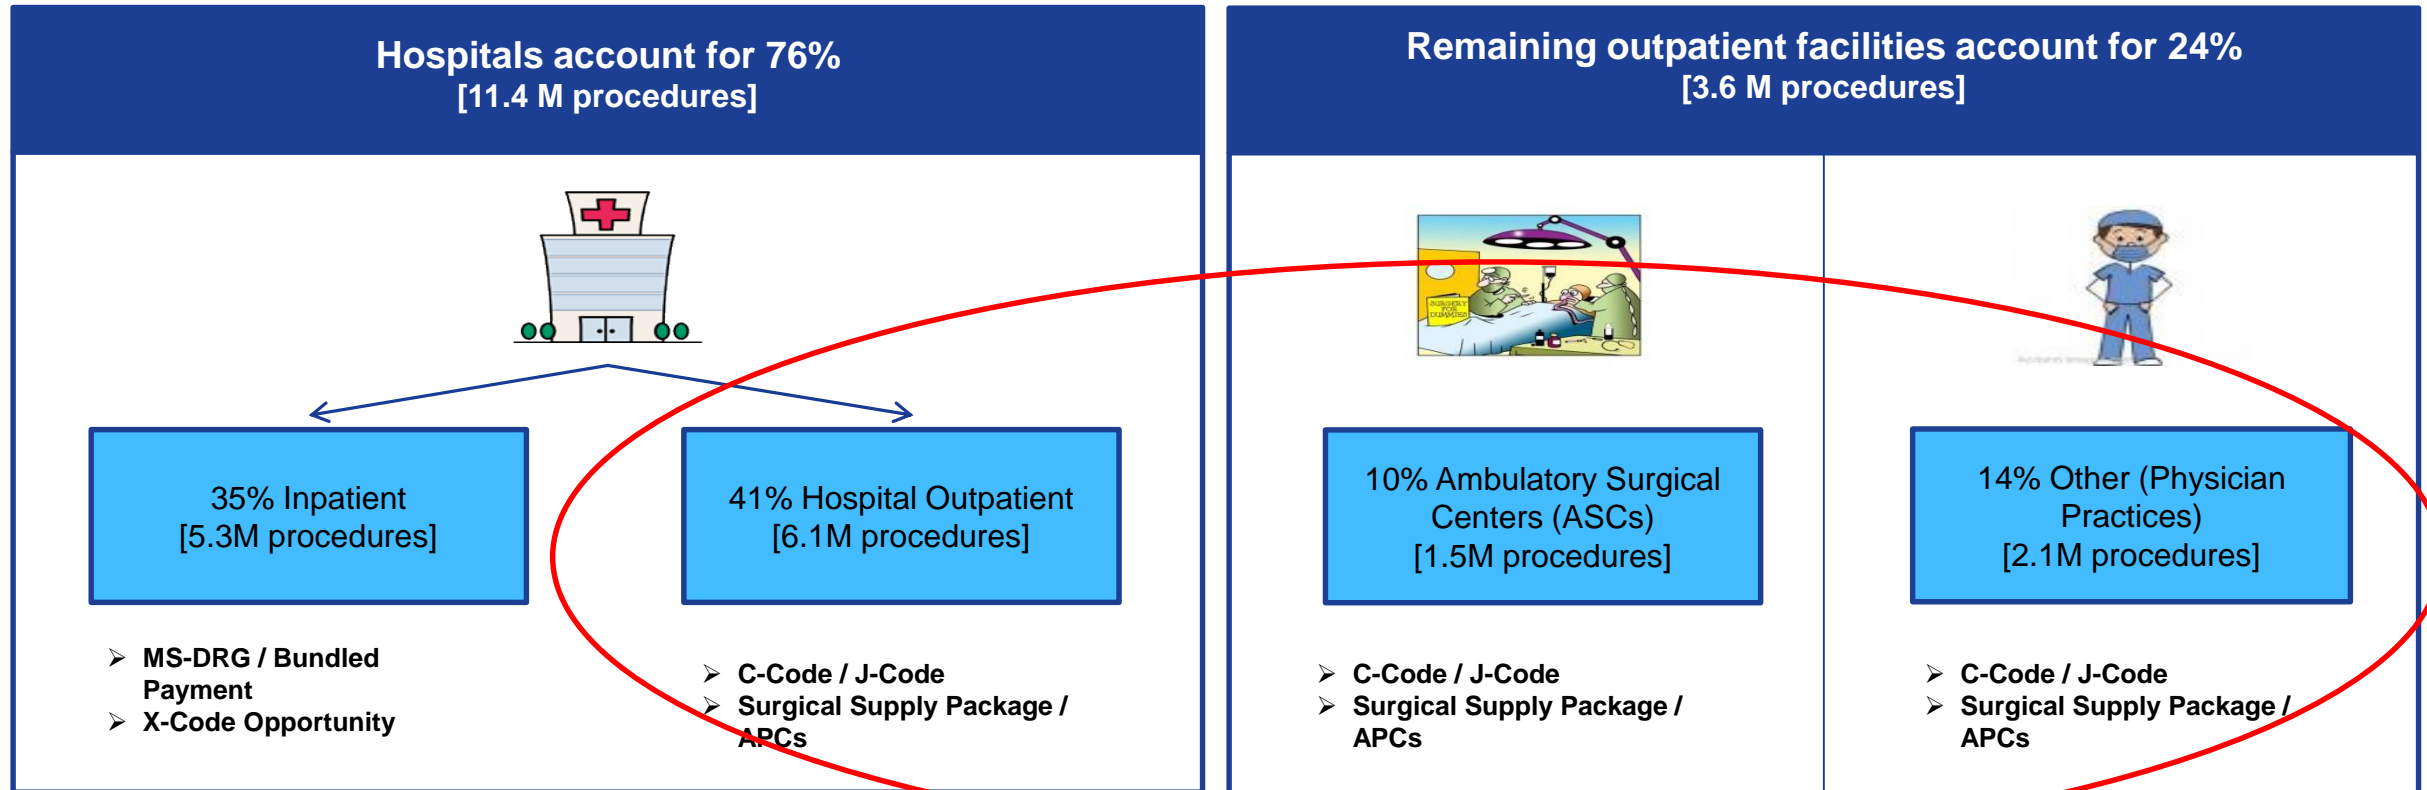 Hospitals account for 76%
[11.4 M procedures]
Remaining outpatient facilities account for 24%
[3.6 M procedures]
SURGERY
FOR
DUMMIES
35% Inpatient
[5.3M procedures]
41% Hospital Outpatient
[6.1M procedures]
10% Ambulatory Surgical
Centers (ASCs)
[1.5M procedures]
14% Other (Physician
Practices)
[2.1M procedures]
➢ MS-DRG / Bundled
Payment
➢ X-Code Opportunity
➢ C-Code / J-Code
➢ Surgical Supply Package /
APCs
➢ C-Code / J-Code
➢ Surgical Supply Package /
APCs
➢ C-Code / J-Code
➢ Surgical Supply Package /
APCs